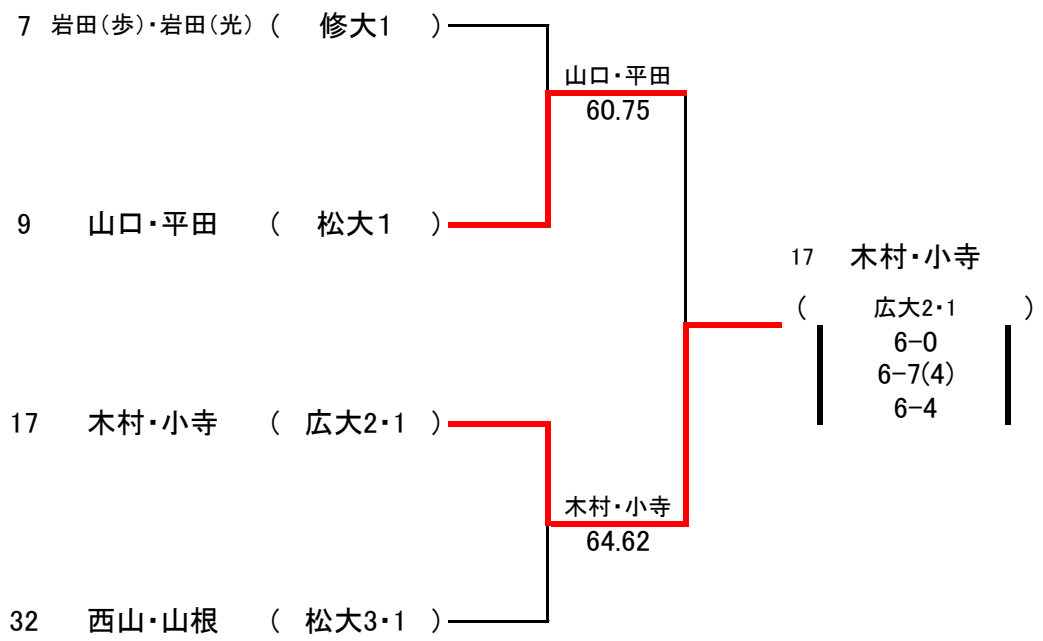 7 岩田(歩)・岩田(光) ( 修大1 )
山口・平田
60.75
9 山口・平田 ( 松大1 )
17 木村・小寺
( 広大2・1 )
6-0
6-7(4)
6-4
17 木村・小寺 ( 広大2・1 )
木村・小寺
64.62
32 西山・山根 ( 松大3・1 )